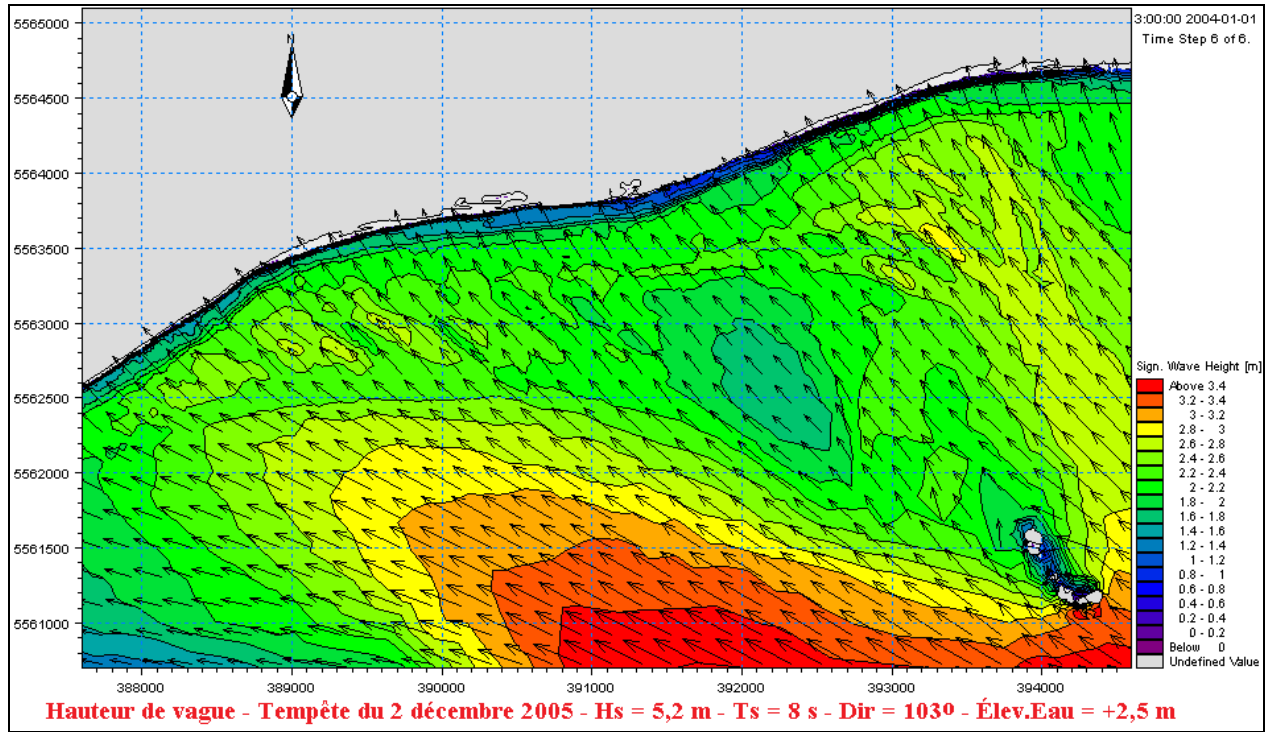 3:00:00 2004-01-01
Time Step 6 of 6.
N
5565000
5564500
5564000
5563500
5563000
5562500
5562000
5561500
5561000
388000 389000 390000 391000 392000 393000 394000
Sign. Wave Height [m]
Above 3.4
3.2 - 3.4
3 - 3.2
2.8 - 3
2.6 - 2.8
2.4 - 2.6
2.2 - 2.4
2 - 2.2
1.8 - 2
1.6 - 1.8
1.4 - 1.6
1.2 - 1.4
1 - 1.2
0.8 - 1
0.6 - 0.8
0.4 - 0.6
0.2 - 0.4
0 - 0.2
Below 0
Undefined Value
Hauteur de vague - Tempête du 2 décembre 2005 - Hs = 5,2 m - Ts = 8 s - Dir = 103º - Élev.Eau = +2,5 m